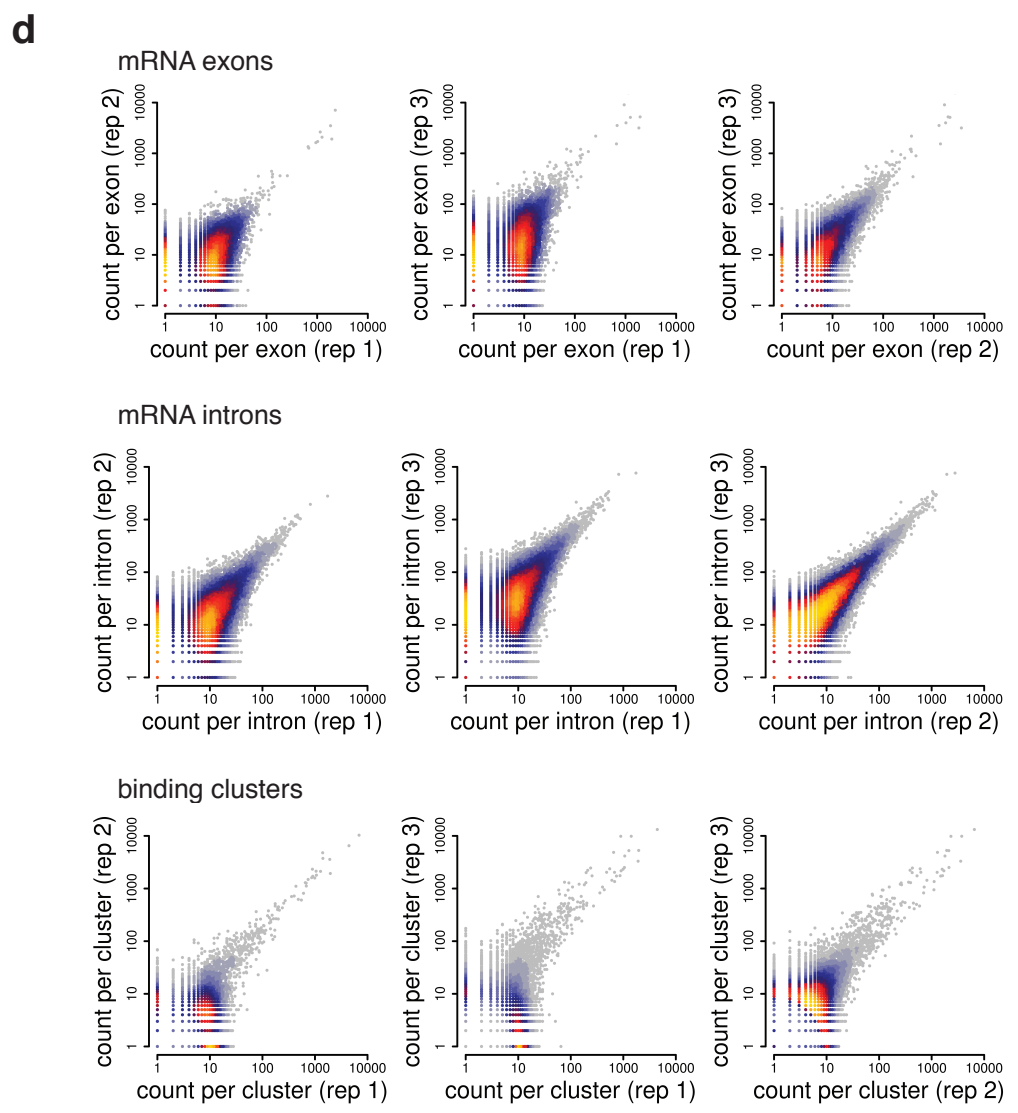 d
mRNA exons
count per exon (rep 2)
10000
1000
100
10
1
1 10 100 1000 10000
count per exon (rep 1)
count per exon (rep 3)
10000
1000
100
10
1
1 10 100 1000 10000
count per exon (rep 1)
count per exon (rep 3)
10000
1000
100
10
1
1 10 100 1000 10000
count per exon (rep 2)
mRNA introns
count per intron (rep 2)
10000
1000
100
10
1
1 10 100 1000 10000
count per intron (rep 1)
count per intron (rep 3)
10000
1000
100
10
1
1 10 100 1000 10000
count per intron (rep 1)
count per intron (rep 3)
10000
1000
100
10
1
1 10 100 1000 10000
count per intron (rep 2)
binding clusters
count per cluster (rep 2)
10000
1000
100
10
1
1 10 100 1000 10000
count per cluster (rep 1)
count per cluster (rep 3)
10000
1000
100
10
1
1 10 100 1000 10000
count per cluster (rep 1)
count per cluster (rep 3)
10000
1000
100
10
1
1 10 100 1000 10000
count per cluster (rep 2)